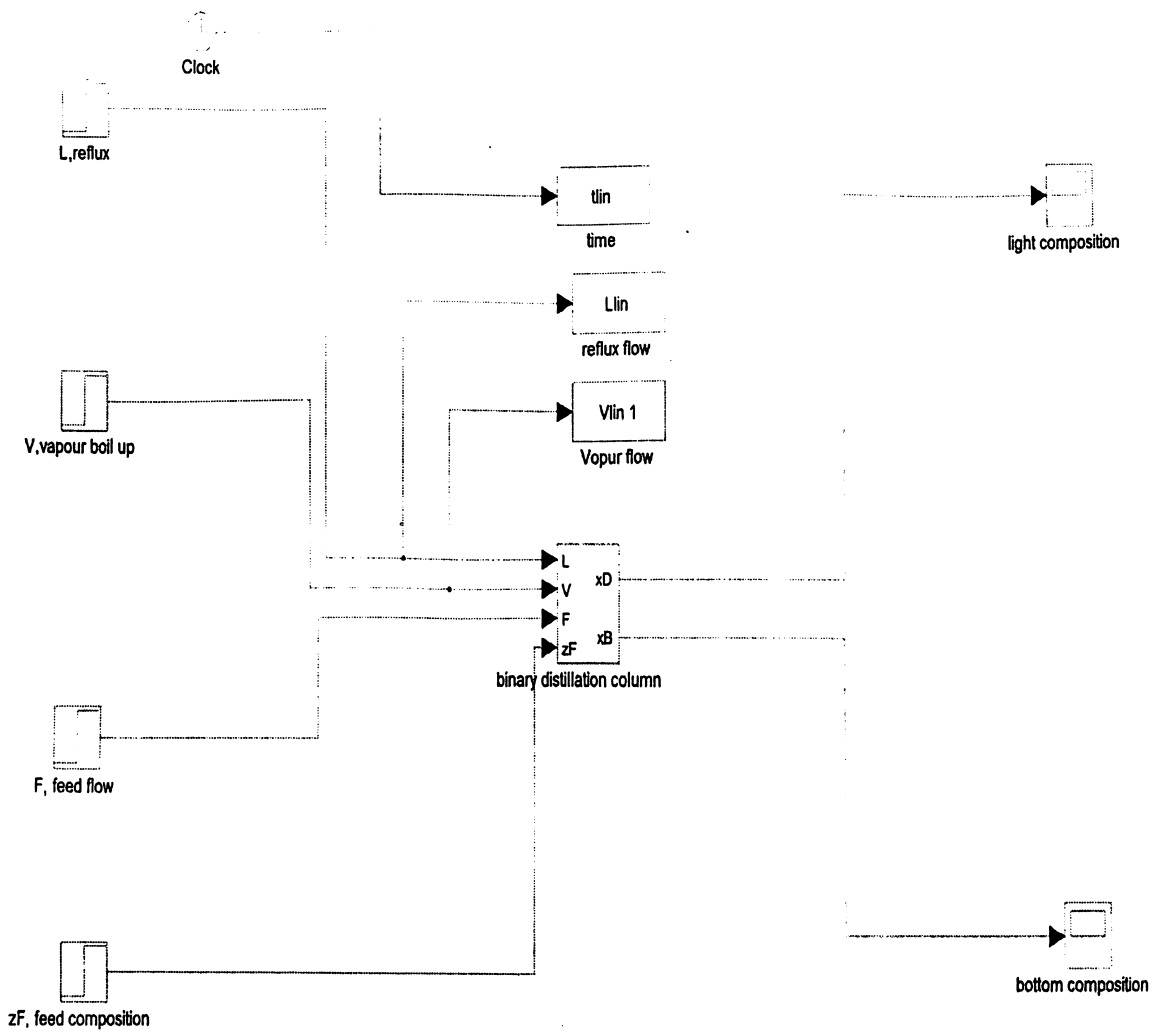 Clock
L,reflux
tlin
time
light composition
Llin
reflux flow
V,vapour boil up
Vlin 1
Vopur flow
L
V
F
zF
xD
xB
binary distillation column
F, feed flow
bottom composition
zF, feed composition